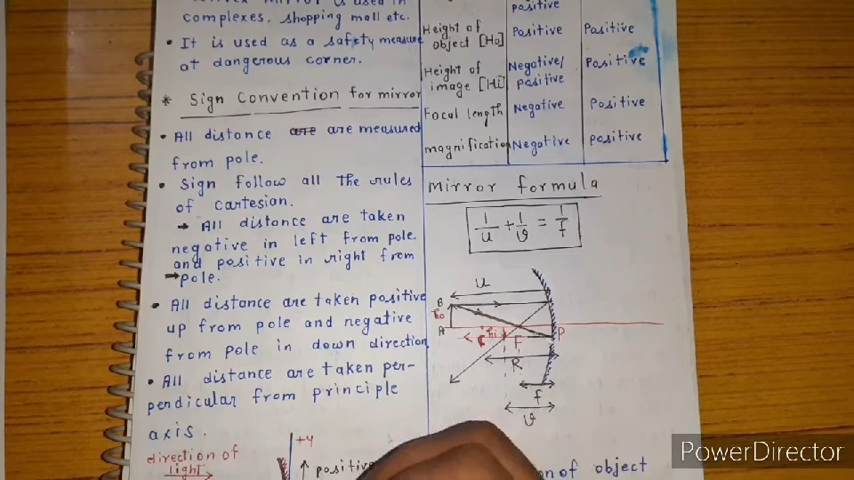 complexes, shopping mall etc.
• It is used as a safety measure
at dangerous corner.
* Sign Convention for mirror
• All distance are measured
from pole.
• Sign follow all the rules
of cartesion.
→ All distance are taken
negative in left from pole.
and positive in right from
→ pole.
• All distance are taken positive
up from pole and negative
from pole in down direction
• All distance are taken per-
pendicular from principle
axis.
direction of
light
+y
positive
Positive
Height of object [Ho] Positive Positive
Height of image [Hi] Negative/positive Positive
Focal length Negative Positive
magnification Negative positive
Mirror formula
1/u + 1/v = 1/f
u
B
ho
A
hi
F
P
R
f
v
of object
PowerDirector